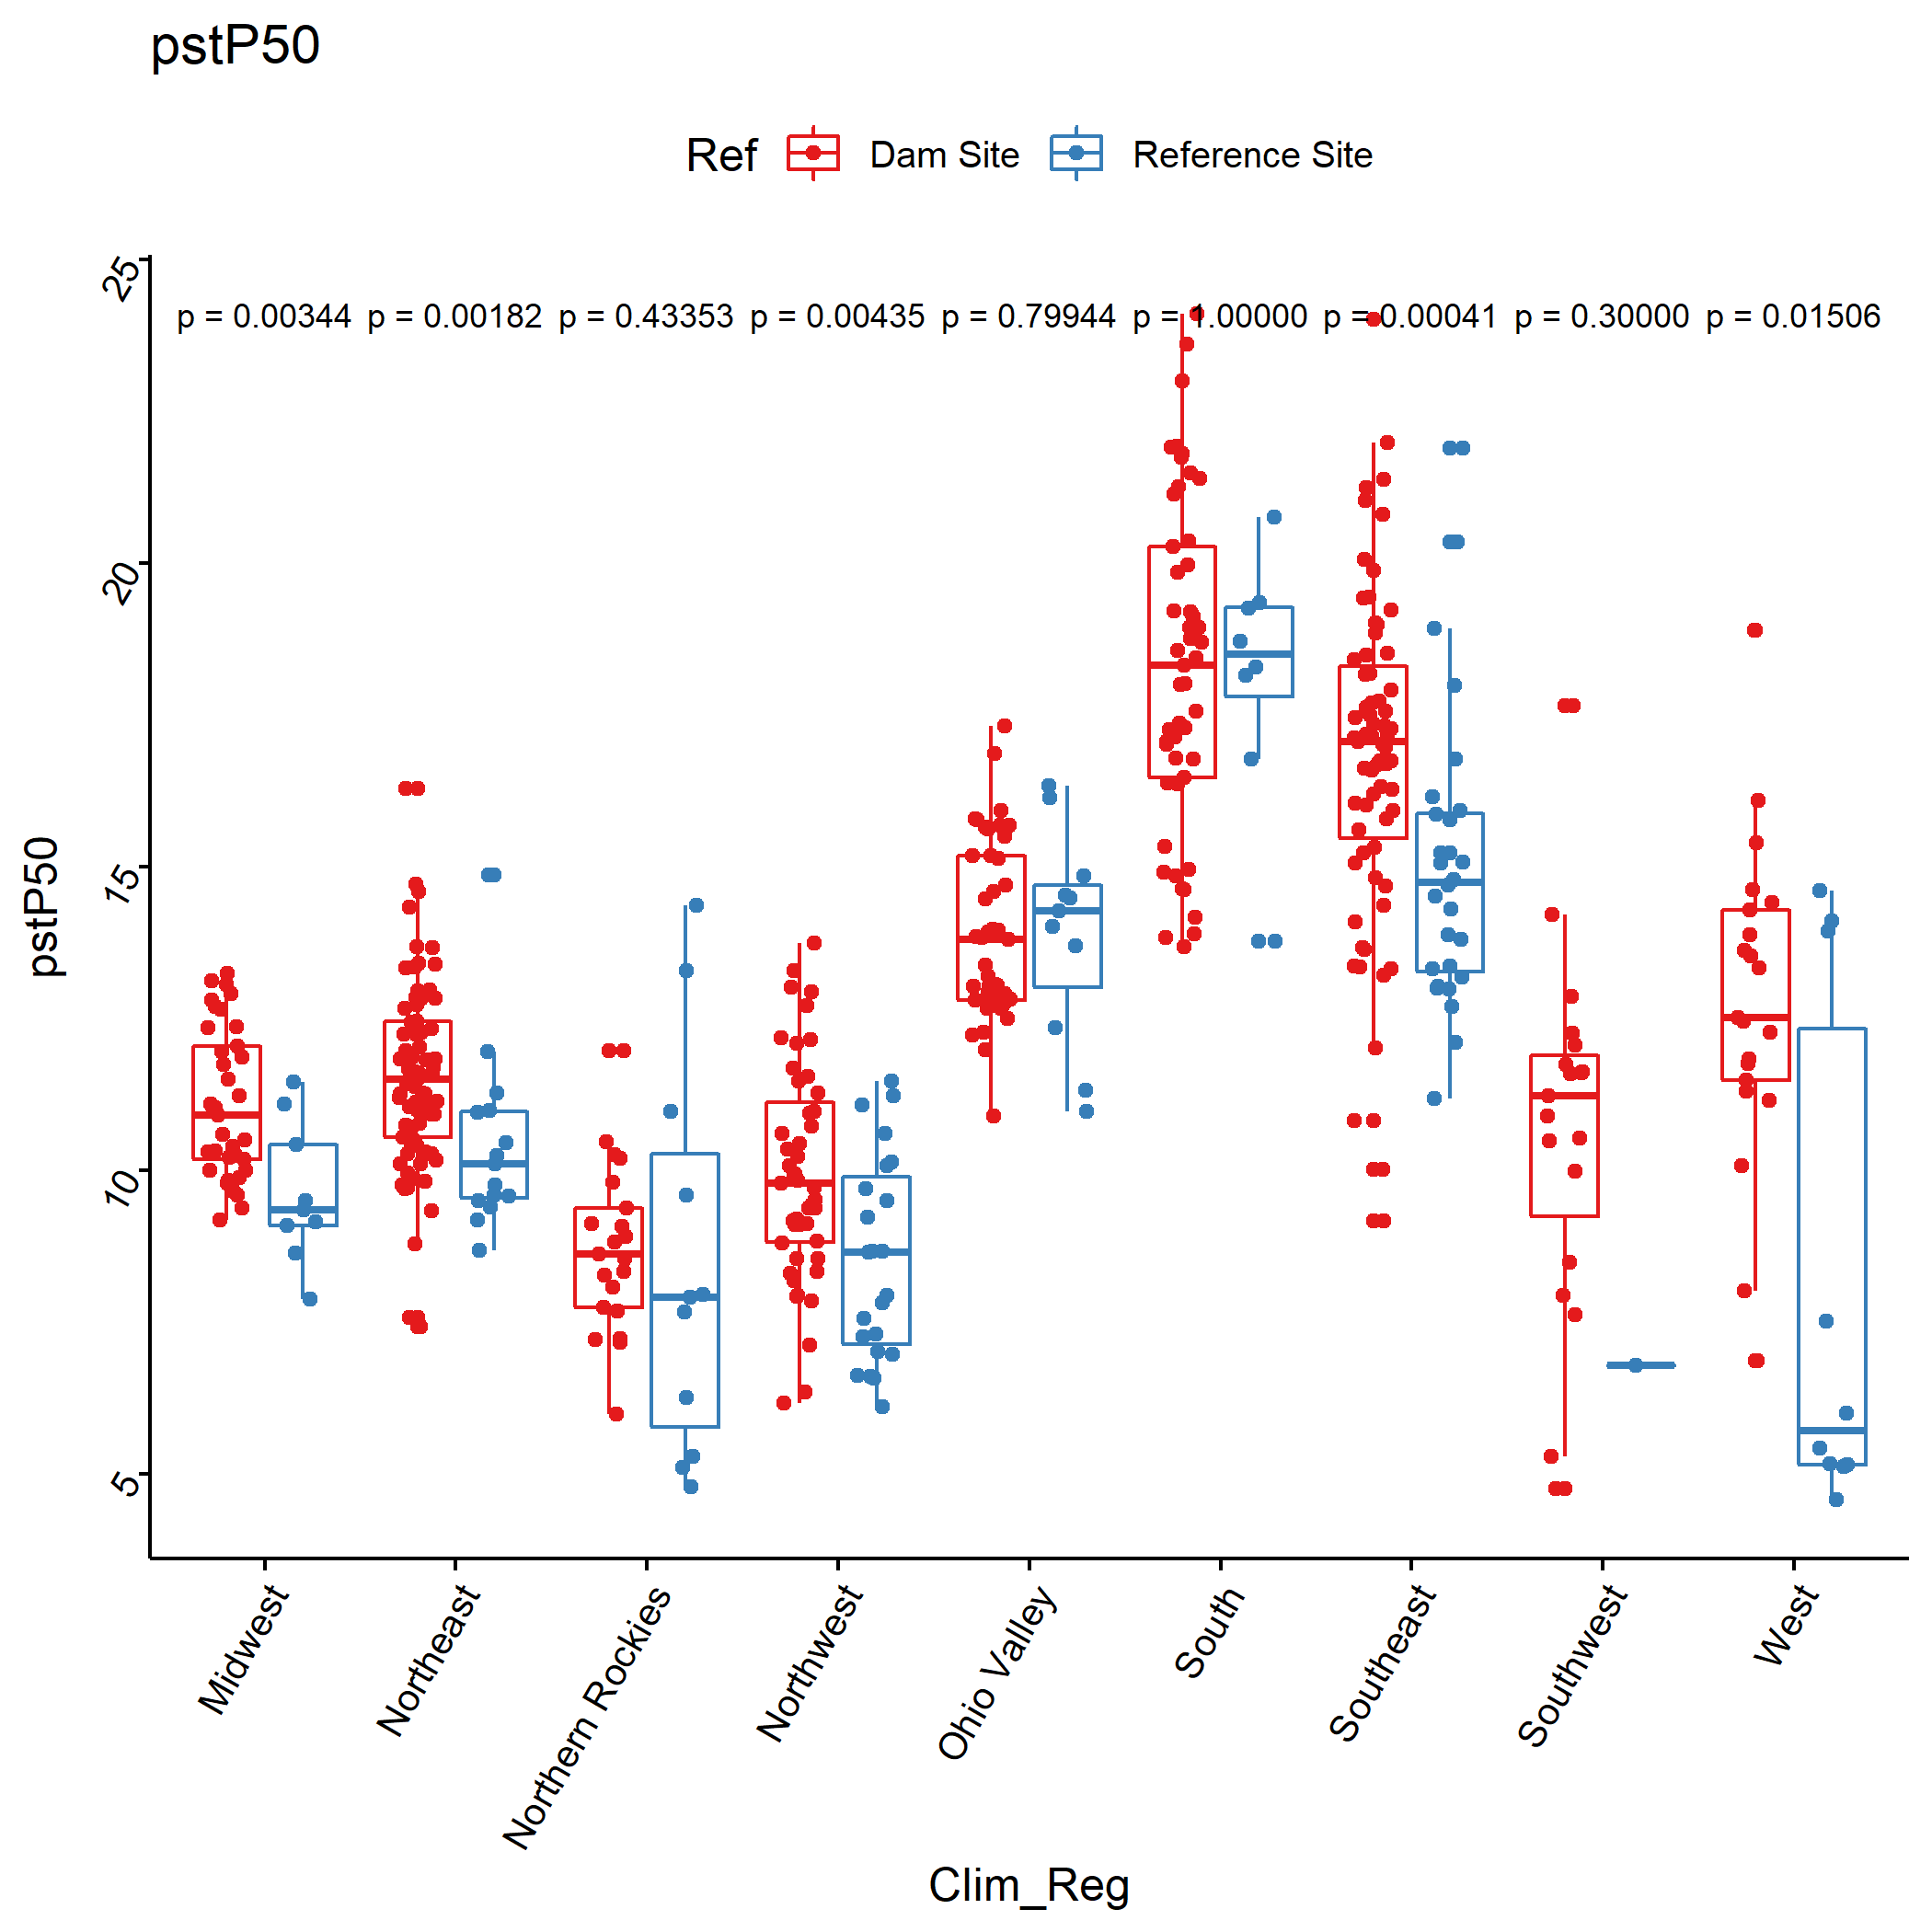 pstP50
Ref Dam Site Reference Site
25
p = 0.00344 p = 0.00182 p = 0.43353 p = 0.00435 p = 0.79944 p = 1.00000 p = 0.00041 p = 0.30000 p = 0.01506
20
15
10
5
pstP50
Midwest
Northeast
Northern Rockies
Northwest
Ohio Valley
South
Southeast
Southwest
West
Clim_Reg